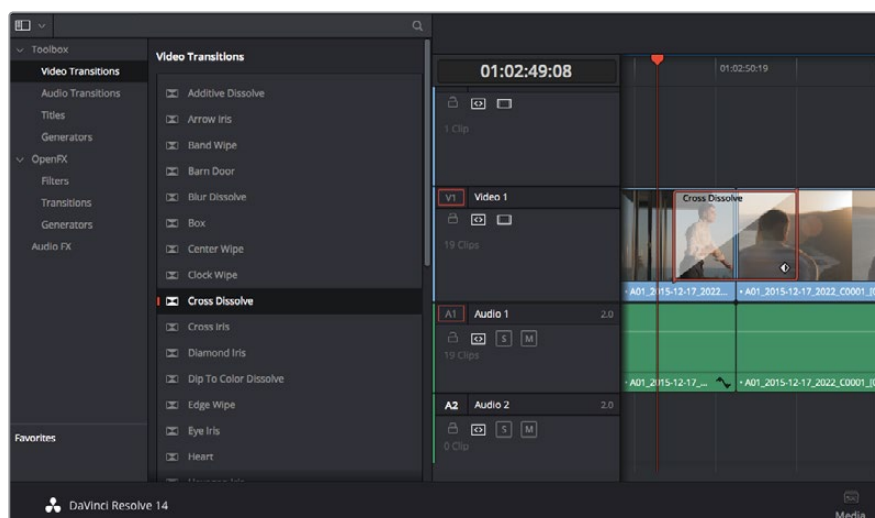 Toolbox
Video Transitions
Audio Transitions
Titles
Generators
OpenFX
Filters
Transitions
Generators
Audio FX
Favorites
Video Transitions
Additive Dissolve
Arrow Iris
Band Wipe
Barn Door
Blur Dissolve
Box
Center Wipe
Clock Wipe
Cross Dissolve
Cross Iris
Diamond Iris
Dip To Color Dissolve
Edge Wipe
Eye Iris
Heart
01:02:49:08
1 Clip
V1 Video 1
19 Clips
A1 Audio 1 2.0
S M
19 Clips
A2 Audio 2 2.0
S M
0 Clip
01:02:50:19
Cross Dissolve
A01_2015-12-17_2022... A01_2015-12-17_2022_C0001_[0
A01_2015-12-17_... A01_2015-12-17_2022_C0001_[0
DaVinci Resolve 14
Media